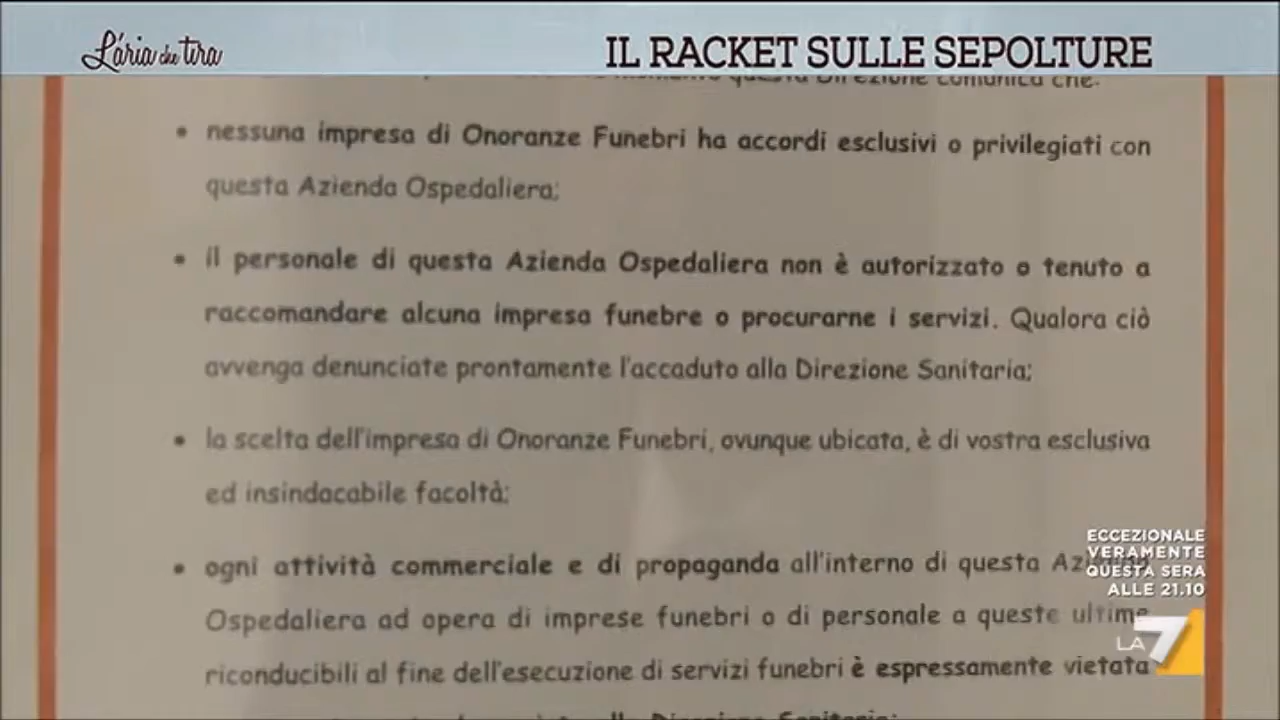 L'aria che tira
IL RACKET SULLE SEPOLTURE
questa Direzione comunica che:
• nessuna impresa di Onoranze Funebri ha accordi esclusivi o privilegiati con
questa Azienda Ospedaliera;
• il personale di questa Azienda Ospedaliera non è autorizzato o tenuto a
raccomandare alcuna impresa funebre o procurarne i servizi. Qualora ciò
avvenga denunciate prontamente l'accaduto alla Direzione Sanitaria;
• la scelta dell'impresa di Onoranze Funebri, ovunque ubicata, è di vostra esclusiva
ed insindacabile facoltà;
• ogni attività commerciale e di propaganda all'interno di questa
Ospedaliera ad opera di imprese funebri o di personale a queste ultime
riconducibili al fine dell'esecuzione di servizi funebri è espressamente vietata
Direzione Sanitaria;
ECCEZIONALE
VERAMENTE
QUESTA SERA
ALLE 21.10
LA7